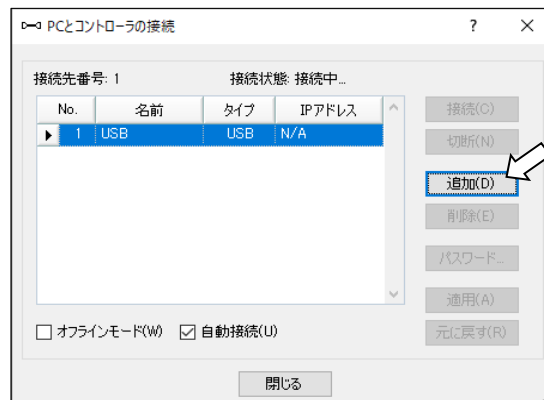 PCとコントローラの接続
接続先番号: 1 接続状態: 接続中...
No. 名前 タイプ IPアドレス
1 USB USB N/A
接続(C)
切断(N)
追加(D)
削除(E)
パスワード...
適用(A)
元に戻す(R)
オフラインモード(W) 自動接続(U)
閉じる